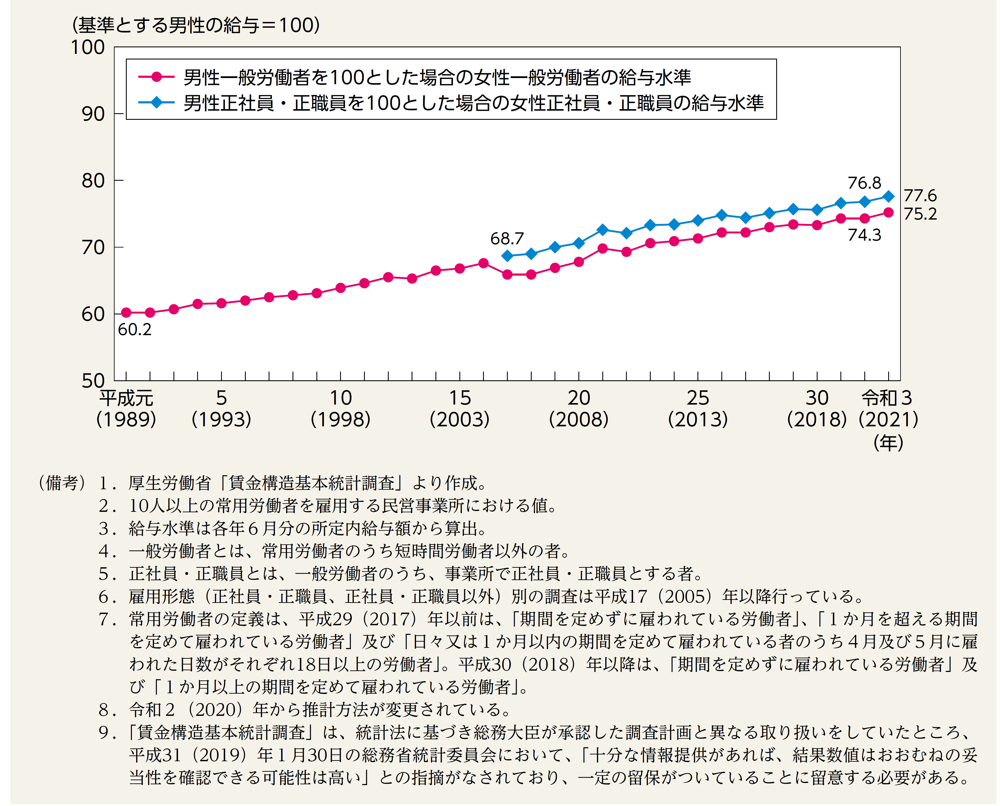 （基準とする男性の給与＝100）
100
男性一般労働者を100とした場合の女性一般労働者の給与水準
男性正社員・正職員を100とした場合の女性正社員・正職員の給与水準
90
80
76.8
77.6
75.2
74.3
70
68.7
60
60.2
50
平成元 5 10 15 20 25 30 令和３
（1989） （1993） （1998） （2003） （2008） （2013） （2018） （2021）
（年）
（備考）１．厚生労働省「賃金構造基本統計調査」より作成。
２．10人以上の常用労働者を雇用する民営事業所における値。
３．給与水準は各年６月分の所定内給与額から算出。
４．一般労働者とは、常用労働者のうち短時間労働者以外の者。
５．正社員・正職員とは、一般労働者のうち、事業所で正社員・正職員とする者。
６．雇用形態（正社員・正職員、正社員・正職員以外）別の調査は平成17（2005）年以降行っている。
７．常用労働者の定義は、平成29（2017）年以前は、「期間を定めずに雇われている労働者」、「１か月を超える期間
を定めて雇われている労働者」及び「日々又は１か月以内の期間を定めて雇われている者のうち４月及び５月に雇
われた日数がそれぞれ18日以上の労働者」。平成30（2018）年以降は、「期間を定めずに雇われている労働者」及
び「１か月以上の期間を定めて雇われている労働者」。
８．令和２（2020）年から推計方法が変更されている。
９．「賃金構造基本統計調査」は、統計法に基づき総務大臣が承認した調査計画と異なる取り扱いをしていたところ、
平成31（2019）年１月30日の総務省統計委員会において、「十分な情報提供があれば、結果数値はおおむねの妥
当性を確認できる可能性は高い」との指摘がなされており、一定の留保がついていることに留意する必要がある。